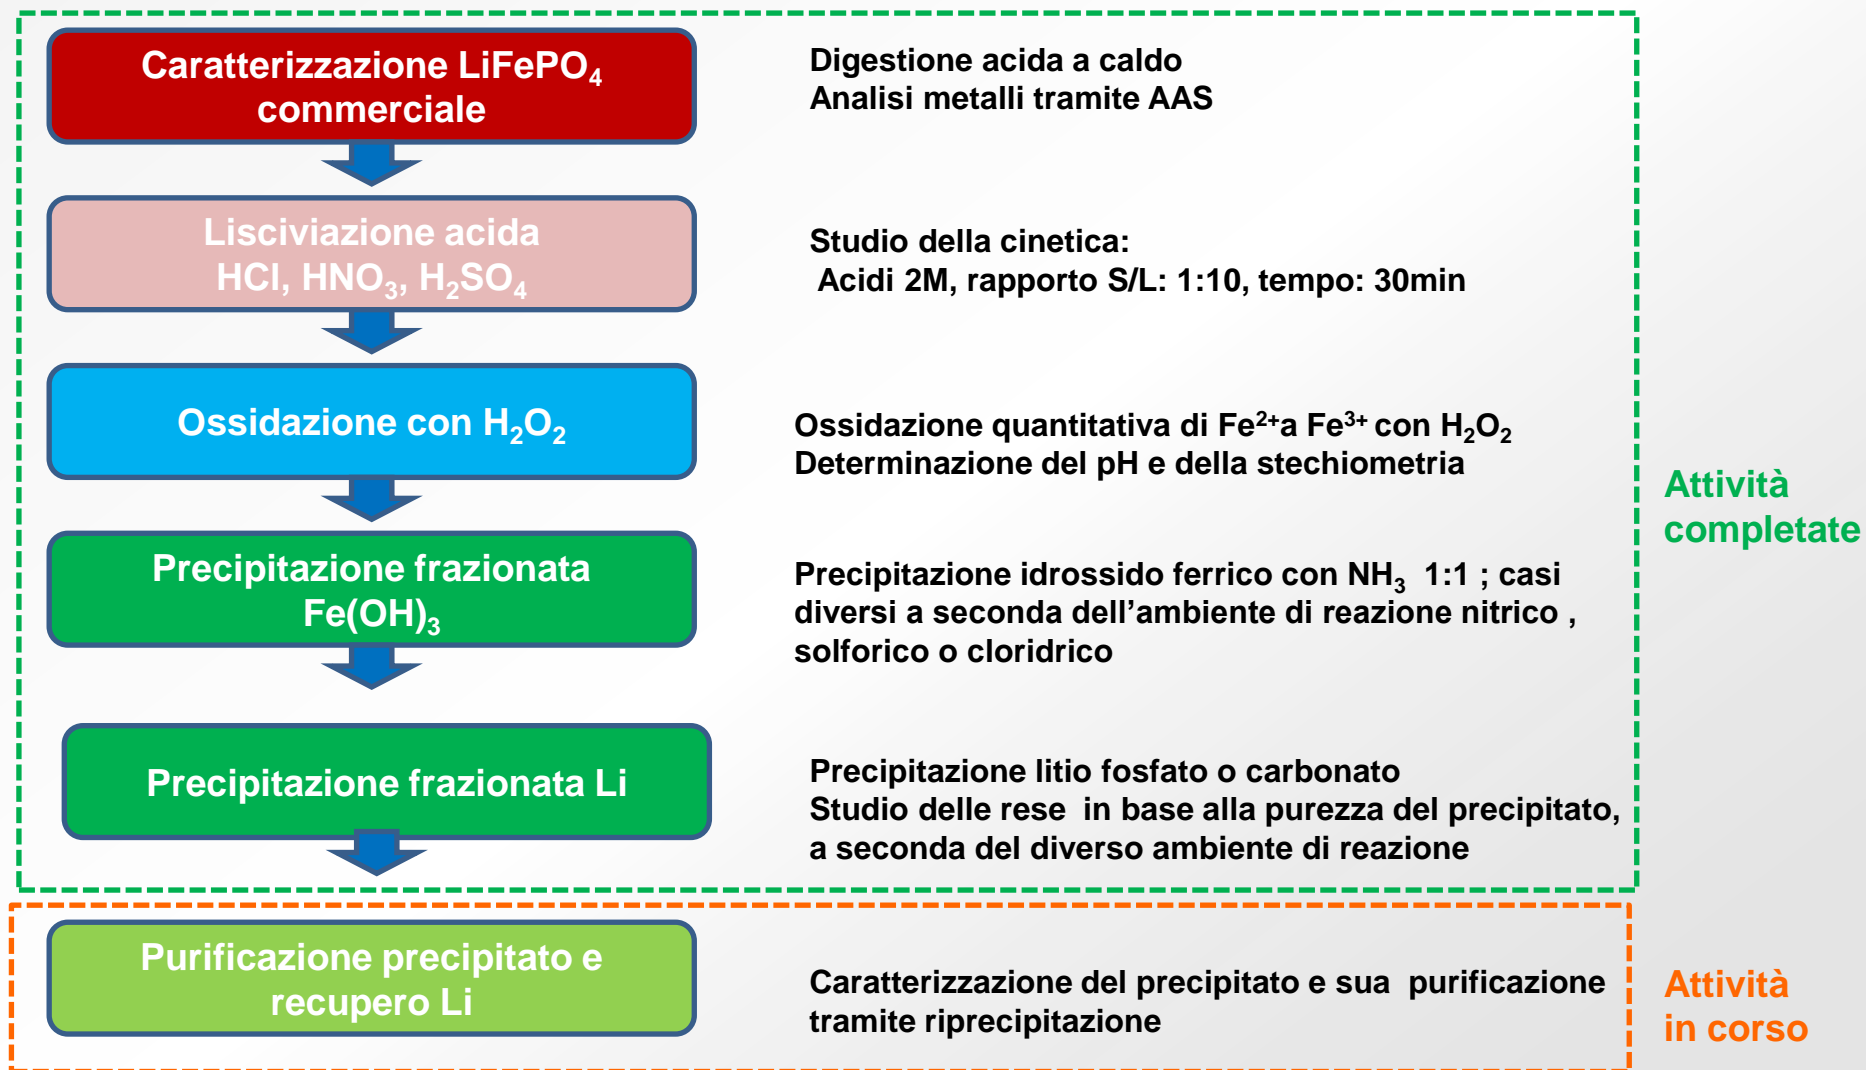 Caratterizzazione LiFePO₄
commerciale
Digestione acida a caldo
Analisi metalli tramite AAS
Lisciviazione acida
HCl, HNO₃, H₂SO₄
Studio della cinetica:
Acidi 2M, rapporto S/L: 1:10, tempo: 30min
Ossidazione con H₂O₂
Ossidazione quantitativa di Fe²⁺a Fe³⁺ con H₂O₂
Determinazione del pH e della stechiometria
Attività
completate
Precipitazione frazionata
Fe(OH)₃
Precipitazione idrossido ferrico con NH₃ 1:1 ; casi
diversi a seconda dell’ambiente di reazione nitrico ,
solforico o cloridrico
Precipitazione frazionata Li
Precipitazione litio fosfato o carbonato
Studio delle rese in base alla purezza del precipitato,
a seconda del diverso ambiente di reazione
Purificazione precipitato e
recupero Li
Caratterizzazione del precipitato e sua purificazione
tramite riprecipitazione
Attività
in corso